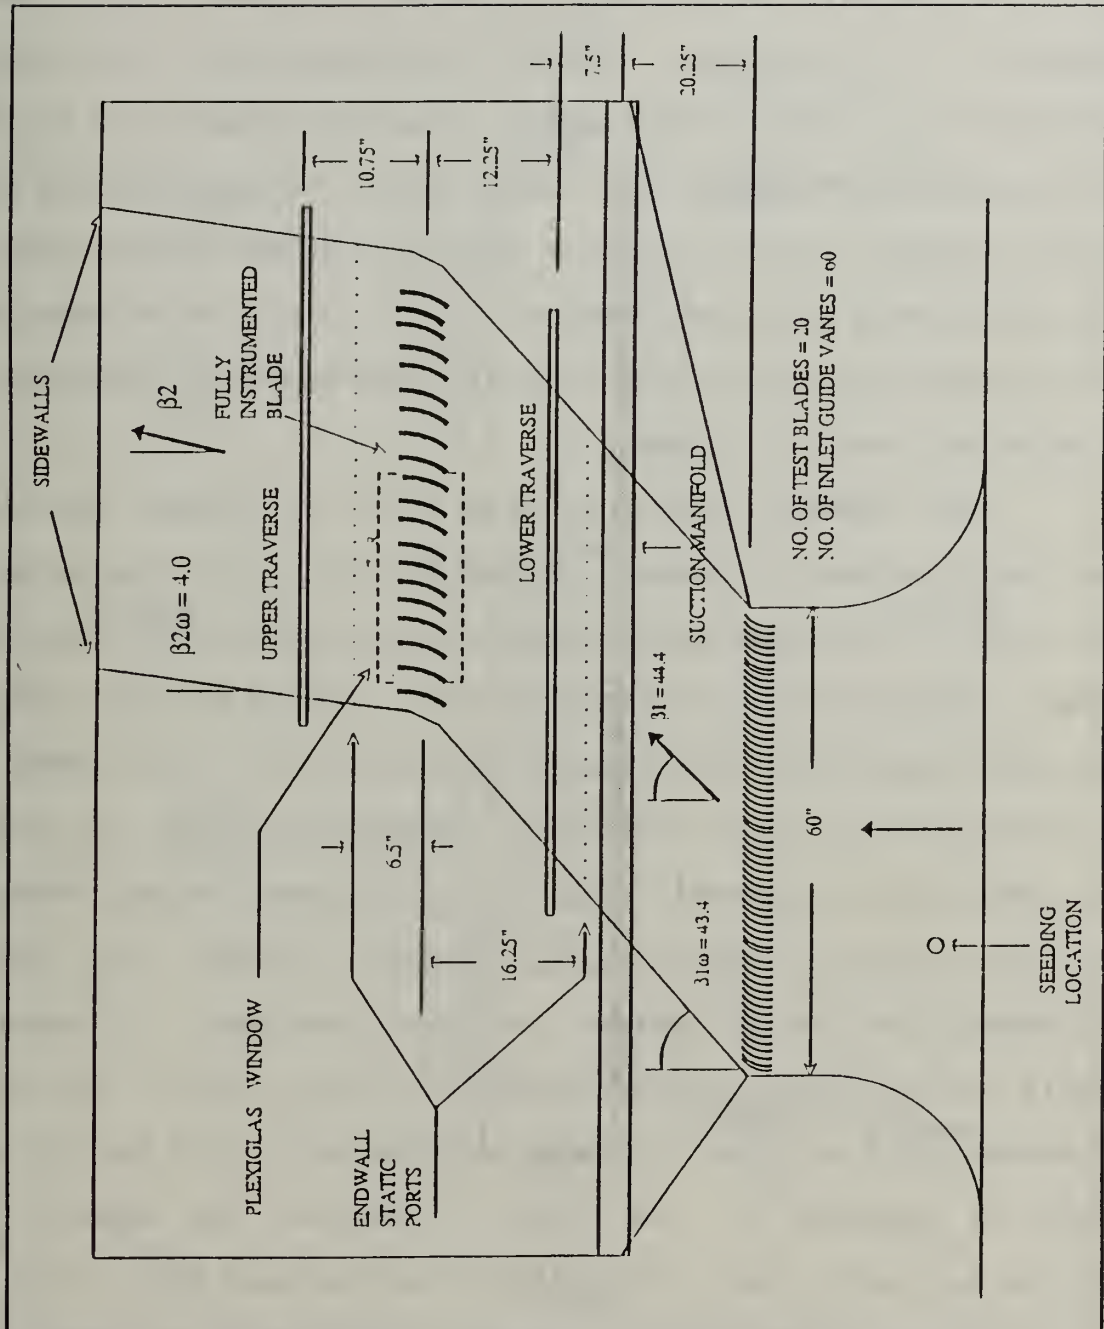 SIDEWALLS
β2ω = 4.0
β2
FULLY
INSTRUMENTED
BLADE
UPPER TRAVERSE
PLEXIGLAS WINDOW
10.75"
6.5"
ENDWALL
STATIC
PORTS
12.25"
16.25"
LOWER TRAVERSE
7.5"
20.25"
SUCTION MANIFOLD
β1 = 44.4
β1ω = 43.4
NO. OF TEST BLADES = 20
NO. OF INLET GUIDE VANES = 60
60"
SEEDING
LOCATION